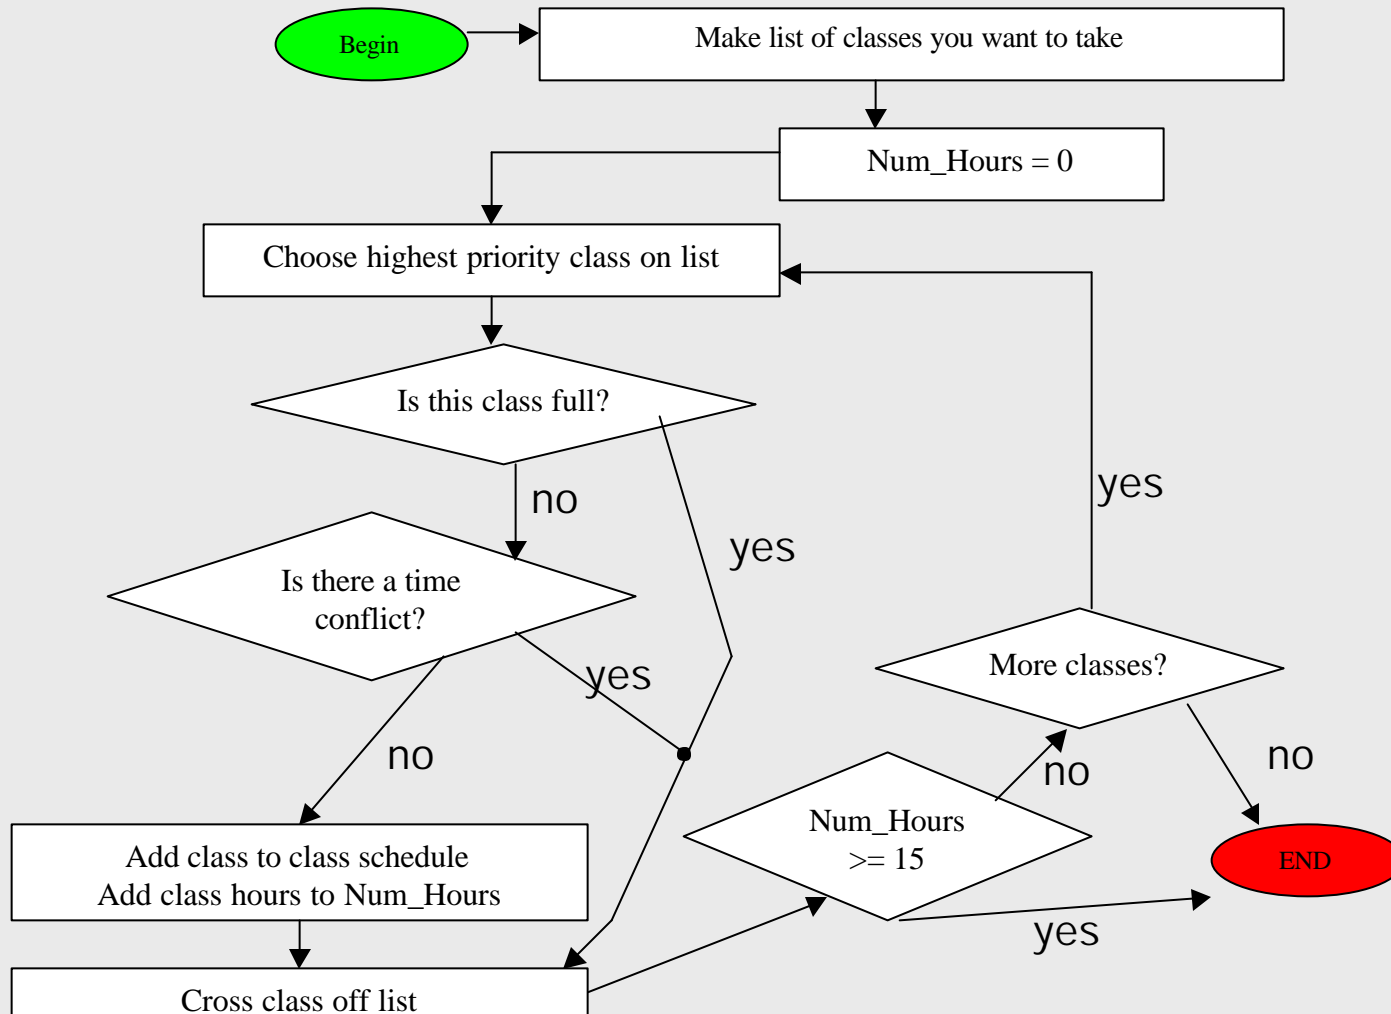 Begin
Make list of classes you want to take
Num_Hours = 0
Choose highest priority class on list
Is this class full?
no
yes
yes
Is there a time
conflict?
yes
More classes?
no
no
no
Num_Hours
>= 15
Add class to class schedule
Add class hours to Num_Hours
END
yes
Cross class off list